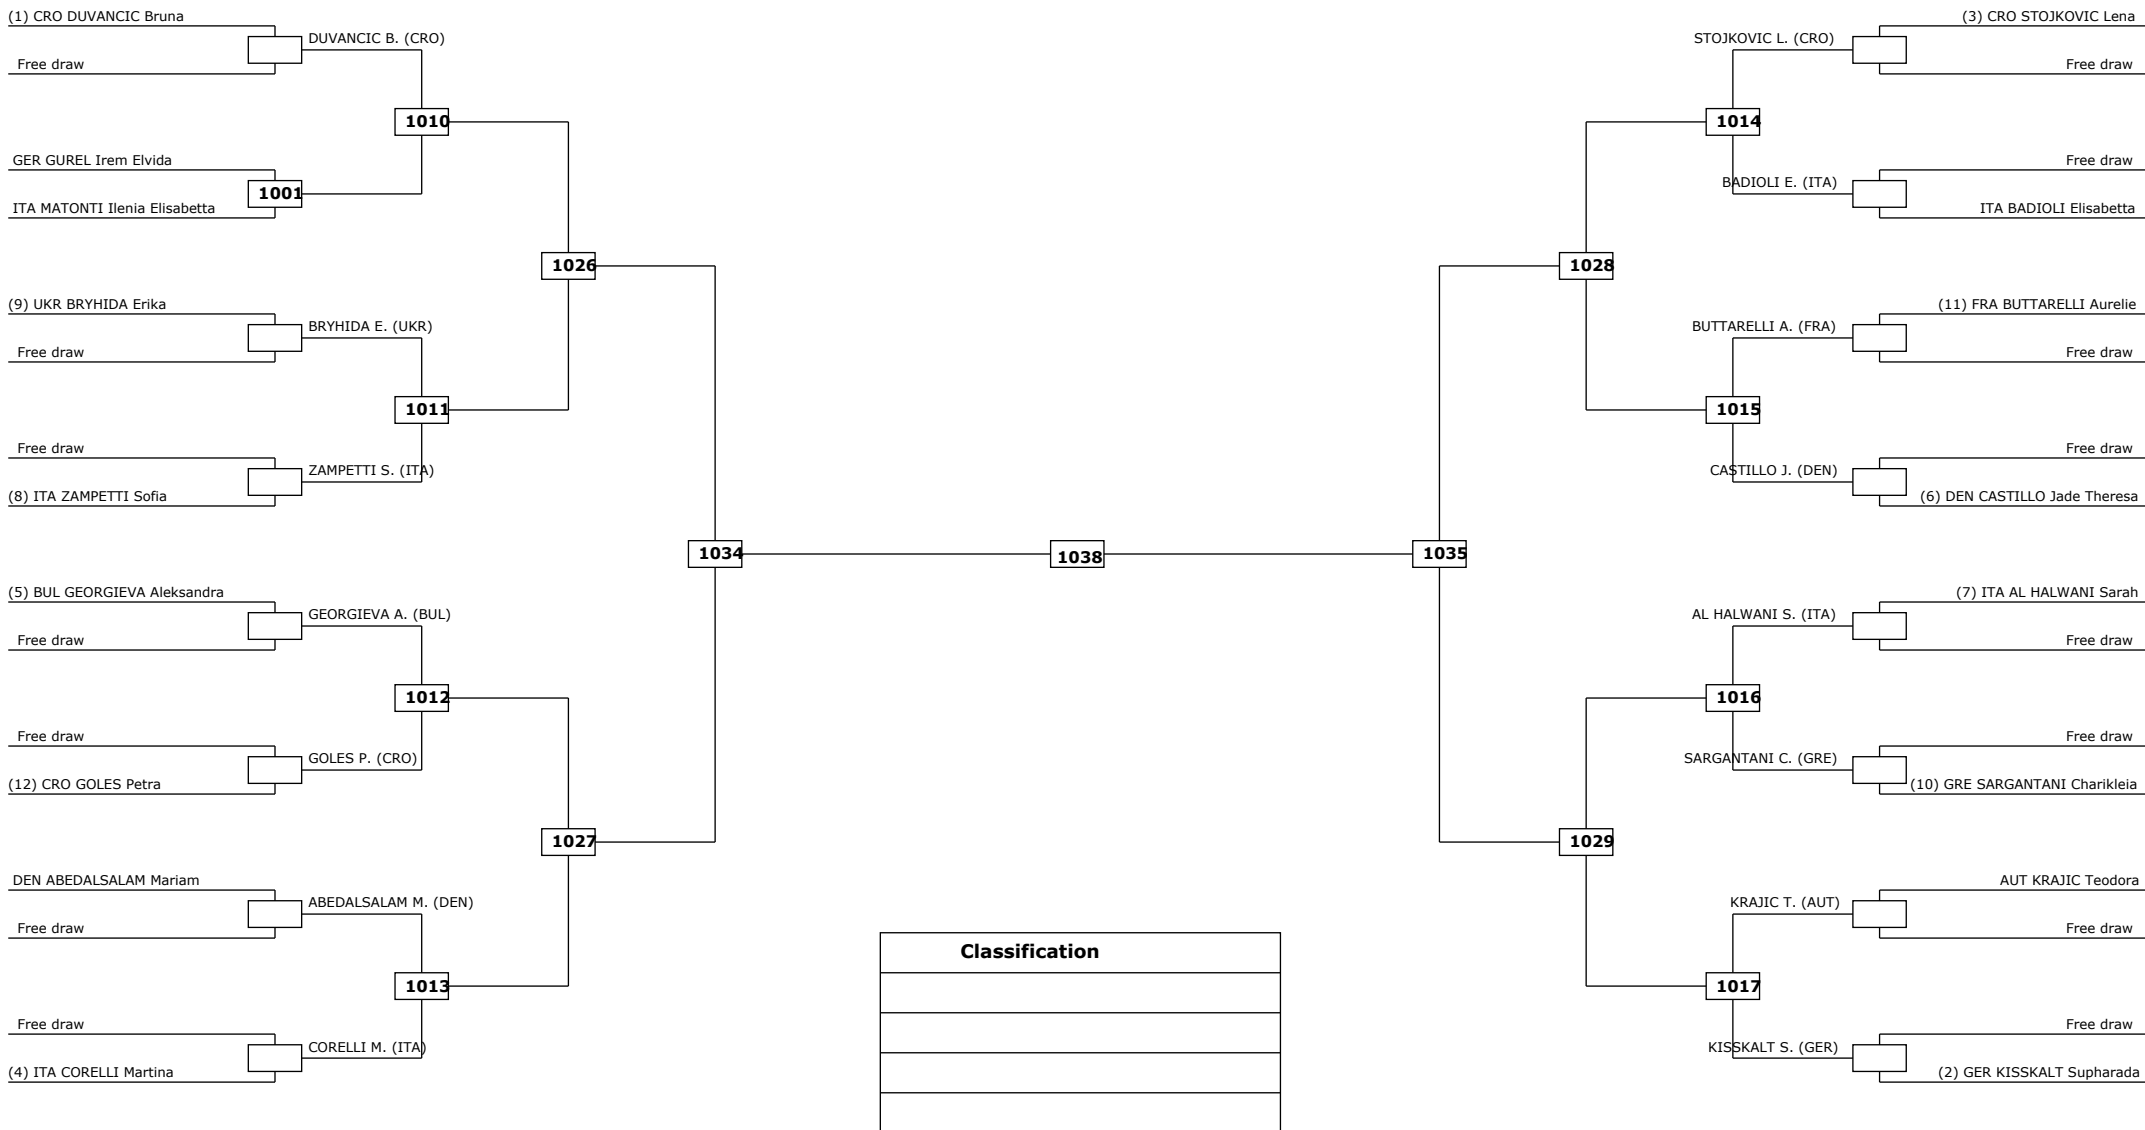 (1) CRO DUVANCIC Bruna
DUVANCIC B. (CRO)
Free draw
1010
GER GUREL Irem Elvida
1001
ITA MATONTI Ilenia Elisabetta
1026
(9) UKR BRYHIDA Erika
BRYHIDA E. (UKR)
Free draw
1011
Free draw
ZAMPETTI S. (ITA)
(8) ITA ZAMPETTI Sofia
1034
(5) BUL GEORGIEVA Aleksandra
GEORGIEVA A. (BUL)
Free draw
1012
Free draw
GOLES P. (CRO)
(12) CRO GOLES Petra
1027
DEN ABEDALSALAM Mariam
ABEDALSALAM M. (DEN)
Free draw
1013
Free draw
CORELLI M. (ITA)
(4) ITA CORELLI Martina
1038
Classification
(3) CRO STOJKOVIC Lena
STOJKOVIC L. (CRO)
Free draw
1014
Free draw
BADIOLI E. (ITA)
ITA BADIOLI Elisabetta
1028
(11) FRA BUTTARELLI Aurelie
BUTTARELLI A. (FRA)
Free draw
1015
Free draw
CASTILLO J. (DEN)
(6) DEN CASTILLO Jade Theresa
1035
(7) ITA AL HALWANI Sarah
AL HALWANI S. (ITA)
Free draw
1016
Free draw
SARGANTANI C. (GRE)
(10) GRE SARGANTANI Charikleia
1029
AUT KRAJIC Teodora
KRAJIC T. (AUT)
Free draw
1017
Free draw
KISSKALT S. (GER)
(2) GER KISSKALT Supharada